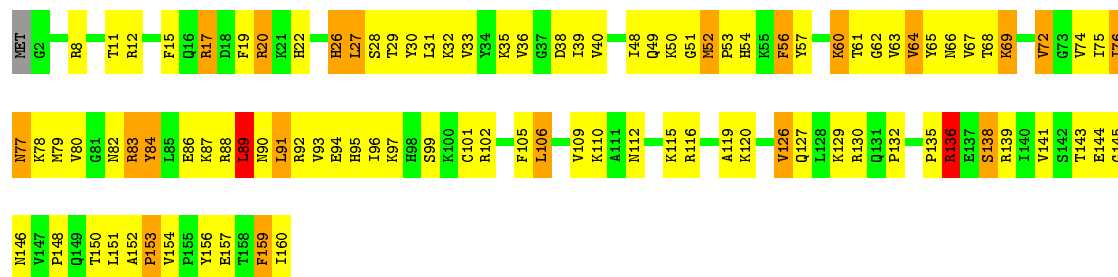 MET G2 R8 T11 R12 F15 Q16 R17 D18 F19 R20 K21 H22 H26 L27 S28 T29 Y30 L31 K32 V33 Y34 K35 V36 G37 D38 I39 V40 I48 Q49 K50 G51 M52 P53 H54 K55 F56 Y57 K60 T61 G62 V63 V64 Y65 N66 V67 T68 K69 V72 G73 V74 I75 I76
N77 K78 M79 V80 G81 N82 R83 Y84 L85 E86 K87 R88 L89 N90 L91 R92 V93 E94 H95 I96 K97 H98 S99 K100 C101 R102 F105 L106 V109 K110 A111 N112 K115 R116 A119 K120 V126 Q127 L128 K129 R130 Q131 P132 P135 R136 E137 S138 R139 I140 V141 S142 T143 E144 G145
N146 V147 P148 Q149 T150 L151 A152 P153 V154 P155 Y156 E157 T158 F159 I160